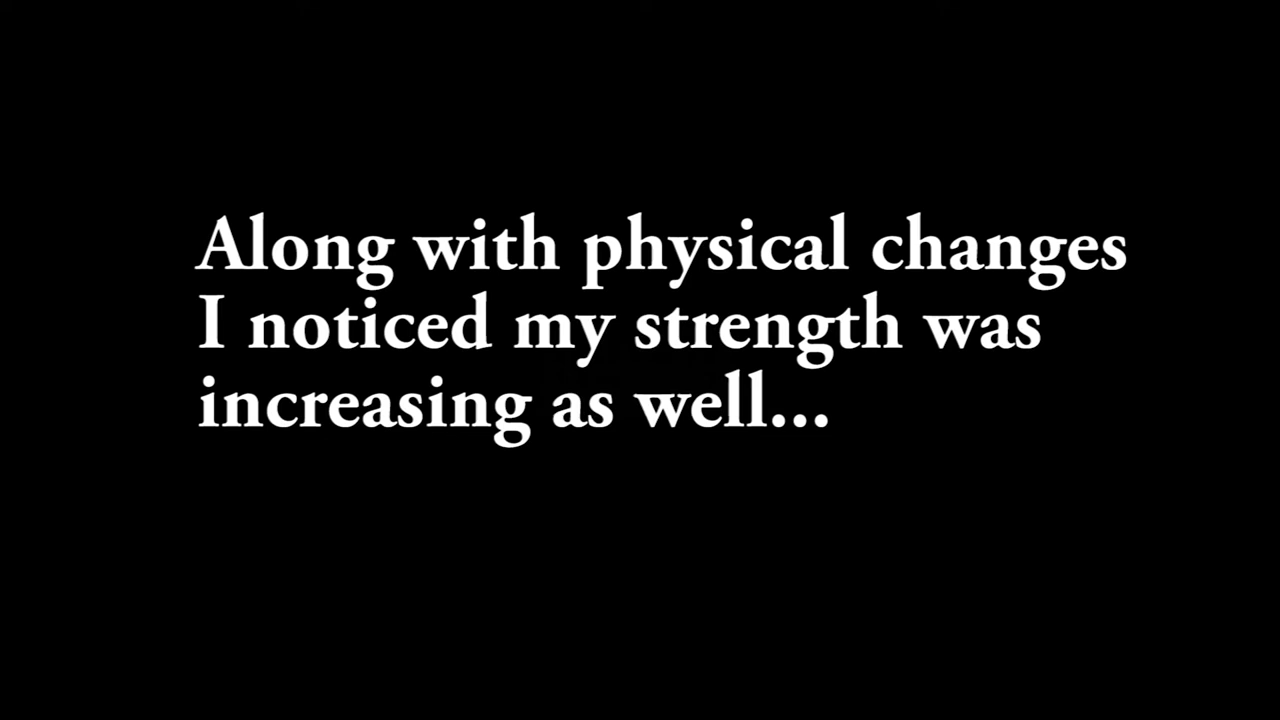 Along with physical changes
I noticed my strength was
increasing as well...